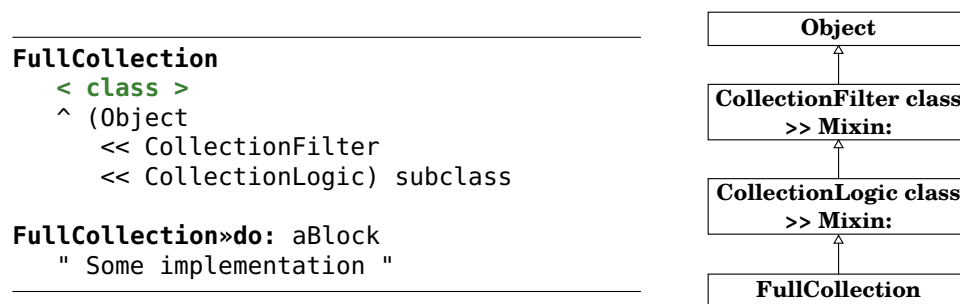 FullCollection
< class >
^ (Object
<< CollectionFilter
<< CollectionLogic) subclass
FullCollection»do: aBlock
" Some implementation "
Object
CollectionFilter class
>> Mixin:
CollectionLogic class
>> Mixin:
FullCollection